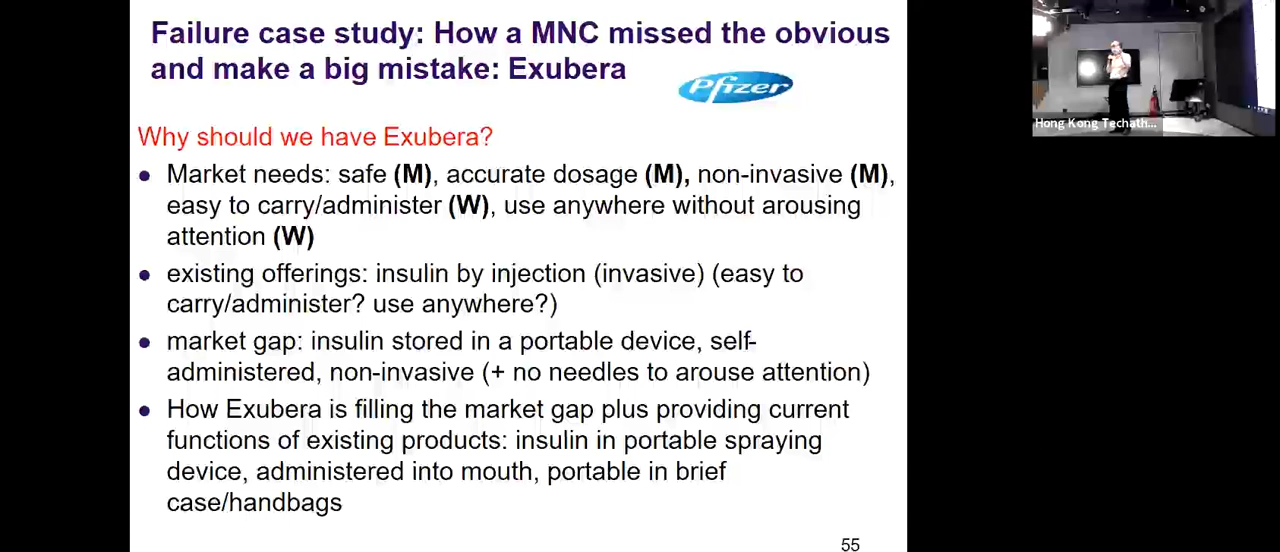 Failure case study: How a MNC missed the obvious
and make a big mistake: Exubera
Pfizer
Hong Kong Techath...
Why should we have Exubera?
Market needs: safe (M), accurate dosage (M), non-invasive (M),
easy to carry/administer (W), use anywhere without arousing
attention (W)
existing offerings: insulin by injection (invasive) (easy to
carry/administer? use anywhere?)
market gap: insulin stored in a portable device, self-
administered, non-invasive (+ no needles to arouse attention)
How Exubera is filling the market gap plus providing current
functions of existing products: insulin in portable spraying
device, administered into mouth, portable in brief
case/handbags
55